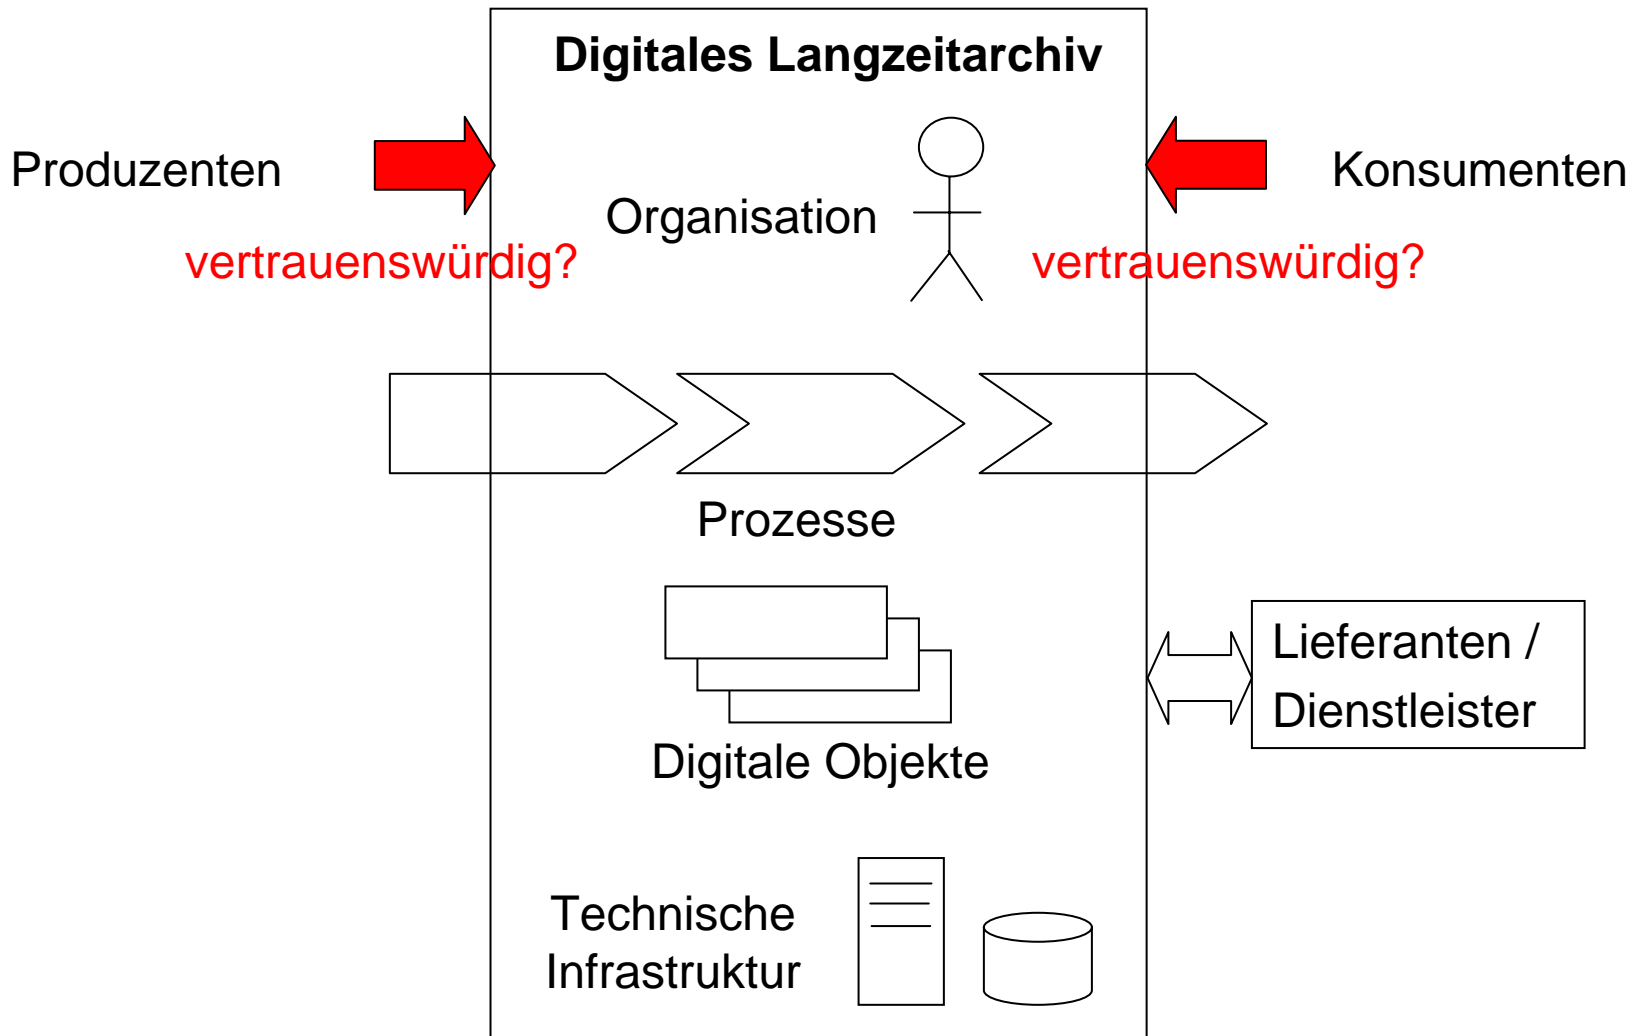 Digitales Langzeitarchiv
Produzenten
Konsumenten
Organisation
vertrauenswürdig?
vertrauenswürdig?
Prozesse
Lieferanten /
Dienstleister
Digitale Objekte
Technische
Infrastruktur